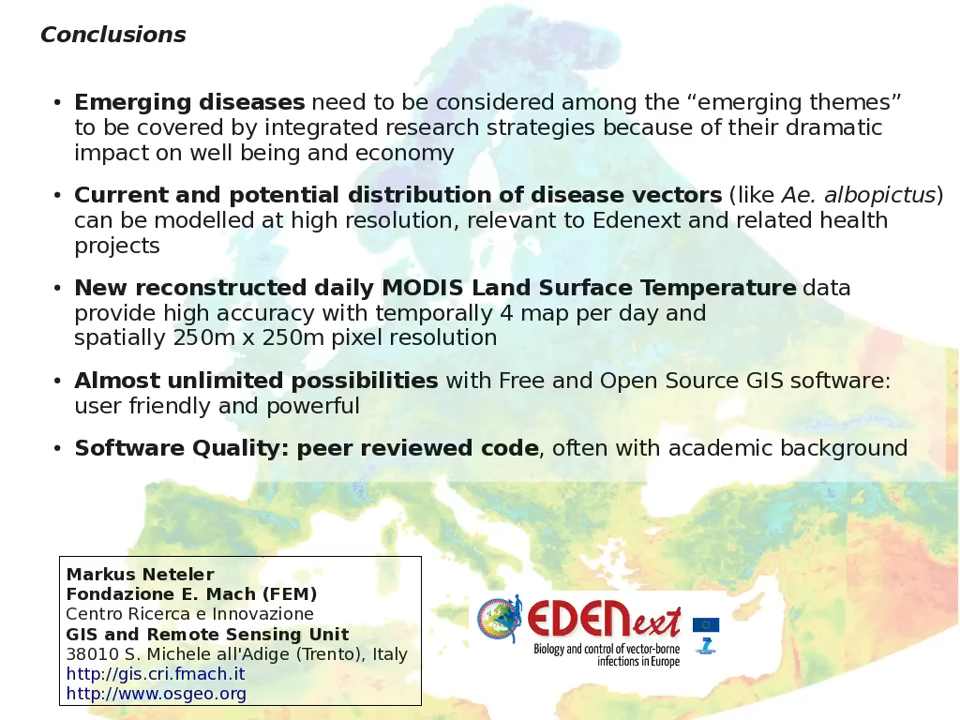 Conclusions
• Emerging diseases need to be considered among the “emerging themes”
to be covered by integrated research strategies because of their dramatic
impact on well being and economy
• Current and potential distribution of disease vectors (like Ae. albopictus)
can be modelled at high resolution, relevant to Edenext and related health
projects
• New reconstructed daily MODIS Land Surface Temperature data
provide high accuracy with temporally 4 map per day and
spatially 250m x 250m pixel resolution
• Almost unlimited possibilities with Free and Open Source GIS software:
user friendly and powerful
• Software Quality: peer reviewed code, often with academic background
Markus Neteler
Fondazione E. Mach (FEM)
Centro Ricerca e Innovazione
GIS and Remote Sensing Unit
38010 S. Michele all'Adige (Trento), Italy
http://gis.cri.fmach.it
http://www.osgeo.org
EDENext
Biology and control of vector-borne
infections in Europe